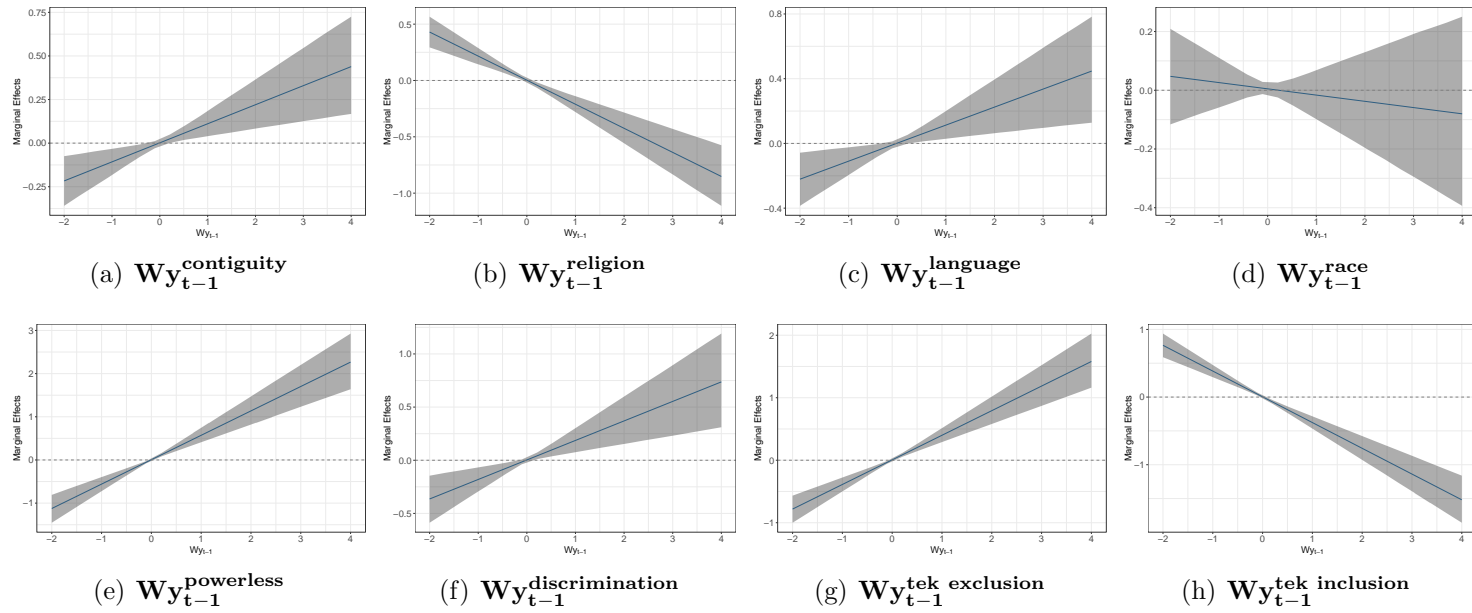 Marginal Effects
0.75
0.50
0.25
0.00
−0.25
−2 −1 0 1 2 3 4
Wy_{t−1}
(a) Wy_{t−1}^{contiguity}
Marginal Effects
0.5
0.0
−0.5
−1.0
−2 −1 0 1 2 3 4
Wy_{t−1}
(b) Wy_{t−1}^{religion}
Marginal Effects
0.8
0.4
0.0
−0.4
−2 −1 0 1 2 3 4
Wy_{t−1}
(c) Wy_{t−1}^{language}
Marginal Effects
0.2
0.0
−0.2
−0.4
−2 −1 0 1 2 3 4
Wy_{t−1}
(d) Wy_{t−1}^{race}
Marginal Effects
3
2
1
0
−1
−2 −1 0 1 2 3 4
Wy_{t−1}
(e) Wy_{t−1}^{powerless}
Marginal Effects
1.0
0.5
0.0
−0.5
−2 −1 0 1 2 3 4
Wy_{t−1}
(f) Wy_{t−1}^{discrimination}
Marginal Effects
2
1
0
−1
−2 −1 0 1 2 3 4
Wy_{t−1}
(g) Wy_{t−1}^{tek exclusion}
Marginal Effects
1
0
−1
−2 −1 0 1 2 3 4
Wy_{t−1}
(h) Wy_{t−1}^{tek inclusion}